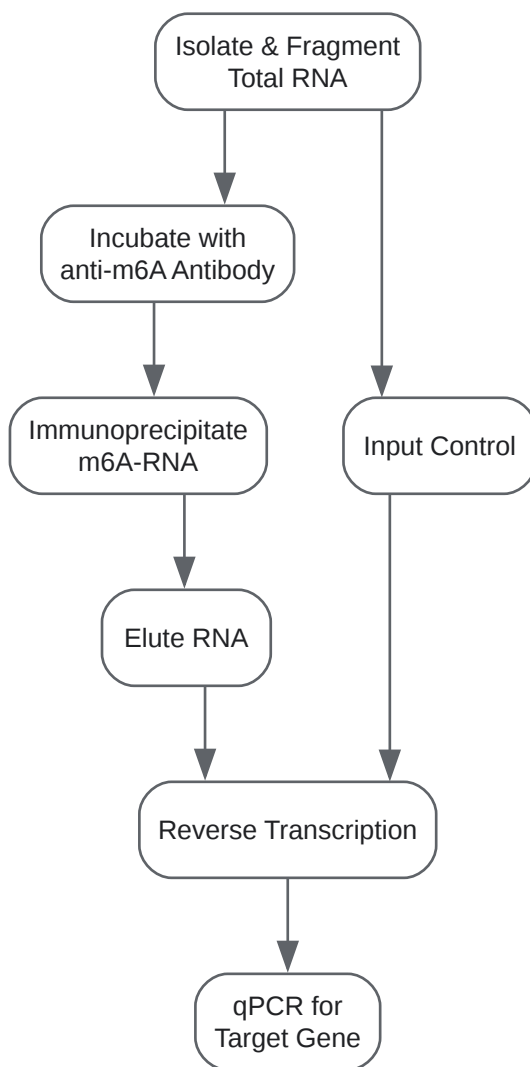 Isolate & Fragment
Total RNA
Incubate with
anti-m6A Antibody
Immunoprecipitate
m6A-RNA
Input Control
Elute RNA
Reverse Transcription
qPCR for
Target Gene